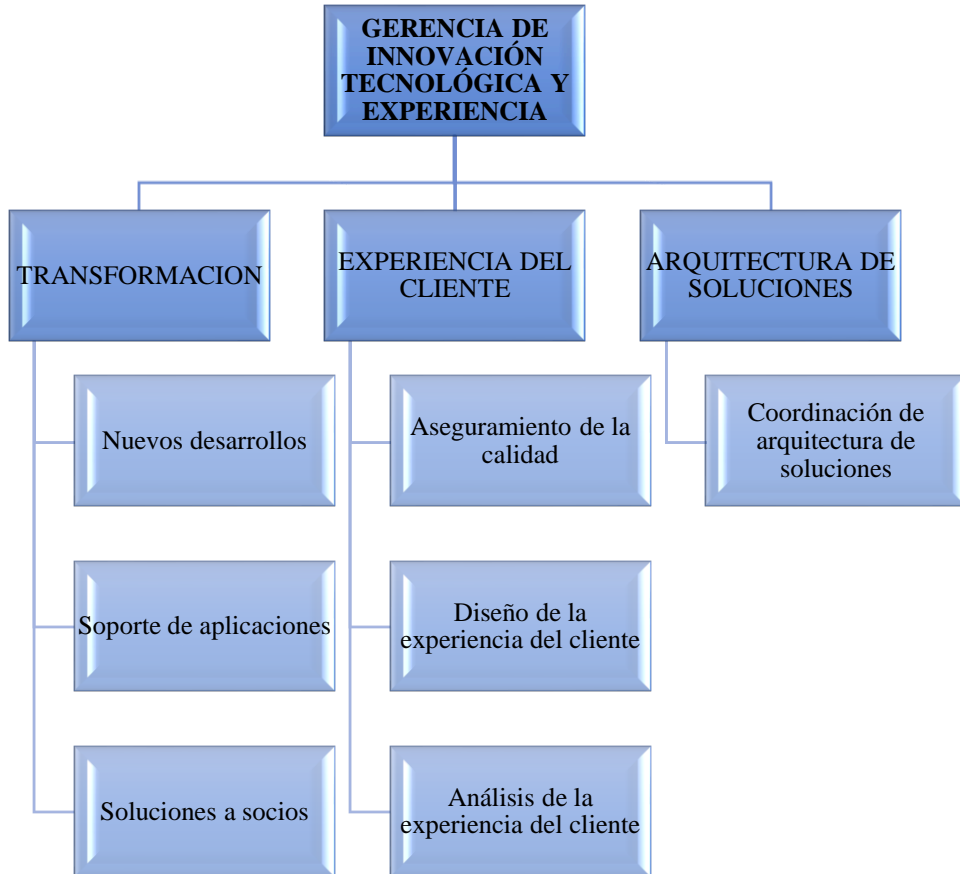 GERENCIA DE
INNOVACIÓN
TECNOLÓGICA Y
EXPERIENCIA
TRANSFORMACION
EXPERIENCIA DEL
CLIENTE
ARQUITECTURA DE
SOLUCIONES
Nuevos desarrollos
Soporte de aplicaciones
Soluciones a socios
Aseguramiento de la
calidad
Diseño de la
experiencia del cliente
Análisis de la
experiencia del cliente
Coordinación de
arquitectura de
soluciones